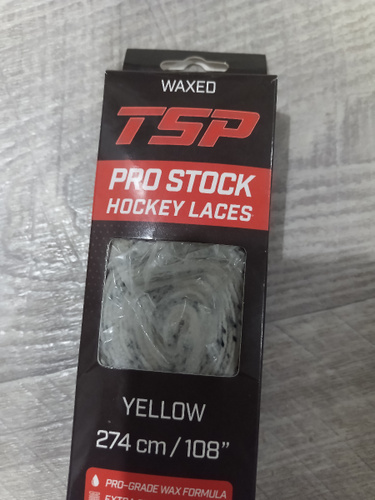 WAXED
TSP
PRO STOCK
HOCKEY LACES
YELLOW
274 cm / 108"
PRO-GRADE WAX FORMULA